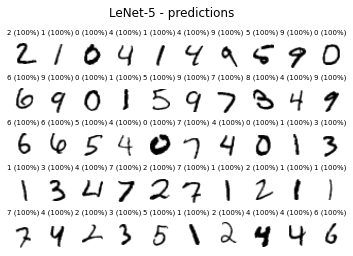 LeNet-5 - predictions
2 (100%) 1 (100%) 0 (100%) 4 (100%) 1 (100%) 4 (100%) 9 (100%) 5 (100%) 9 (100%) 0 (100%)
2 1 0 4 1 4 9 5 9 0
6 (100%) 9 (100%) 0 (100%) 1 (100%) 5 (100%) 9 (100%) 7 (100%) 8 (100%) 4 (100%) 9 (100%)
6 9 0 1 5 9 7 3 4 9
6 (100%) 6 (100%) 5 (100%) 4 (100%) 0 (100%) 7 (100%) 4 (100%) 0 (100%) 1 (100%) 3 (100%)
6 6 5 4 0 7 4 0 1 3
1 (100%) 3 (100%) 4 (100%) 7 (100%) 2 (100%) 7 (100%) 1 (100%) 2 (100%) 1 (100%) 1 (100%)
1 3 4 7 2 7 1 2 1 1
7 (100%) 4 (100%) 2 (100%) 3 (100%) 5 (100%) 1 (100%) 2 (100%) 4 (100%) 4 (100%) 6 (100%)
7 4 2 3 5 1 2 4 4 6